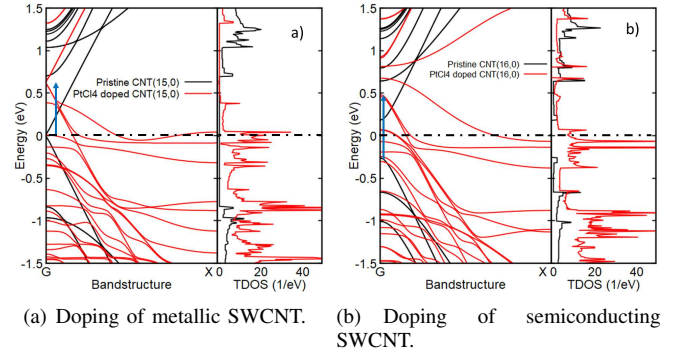 1.5
1
0.5
0
−0.5
−1
−1.5
Energy (eV)
a)
Pristine CNT(15,0)
PtCl4 doped CNT(15,0)
G
X
0
20
40
Bandstructure
TDOS (1/eV)
1.5
1
0.5
0
−0.5
−1
−1.5
Energy (eV)
b)
Pristine CNT(16,0)
PtCl4 doped CNT(16,0)
G
X
0
20
40
Bandstructure
TDOS (1/eV)
(a) Doping of metallic SWCNT.
(b) Doping of semiconducting
SWCNT.